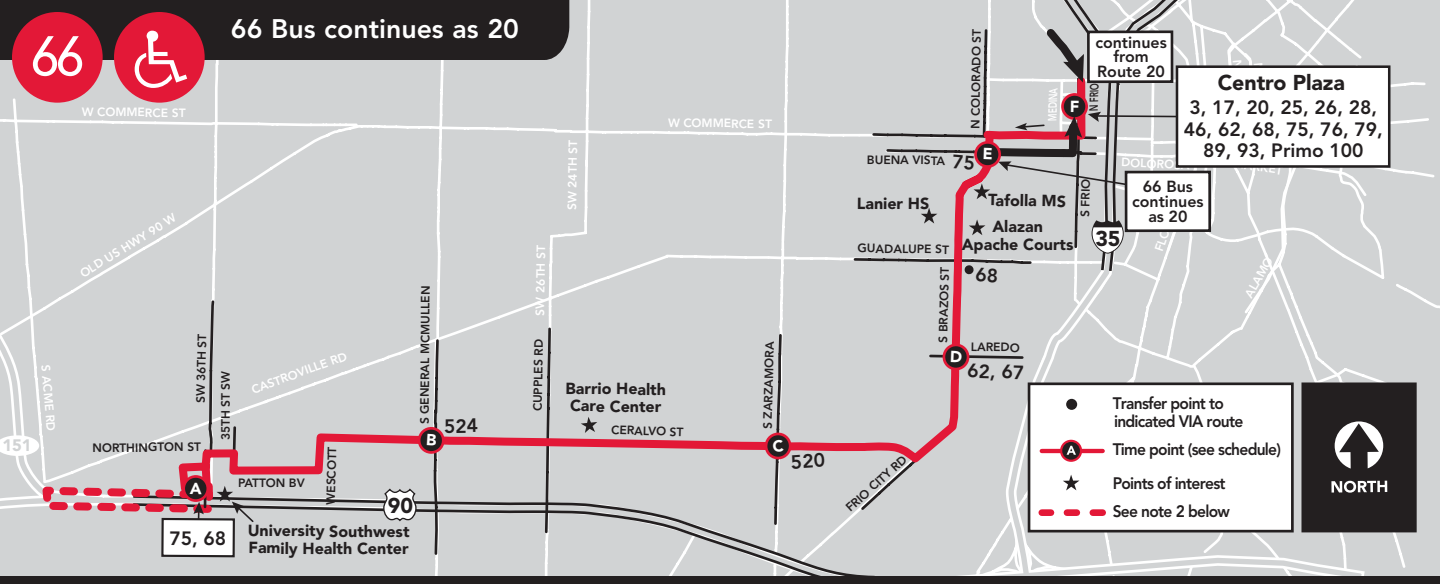 66
66 Bus continues as 20
continues
from
Route 20
Centro Plaza
3, 17, 20, 25, 26, 28,
46, 62, 68, 75, 76, 79,
89, 93, Primo 100
W COMMERCE ST
W COMMERCE ST
N COLORADO ST
MEDINA
N FRIO
F
E
75
BUENA VISTA
66 Bus
continues
as 20
Lanier HS
Tafolla MS
Alazan
Apache Courts
S FRIO
35
GUADALUPE ST
68
SW 24TH ST
SW 26TH ST
OLD US HWY 90 W
ALAMO
S BRAZOS ST
D
LAREDO
62, 67
S ACME RD
151
SW 36TH ST
35TH ST SW
CASTROVILLE RD
S GENERAL MCMULLEN
CUPPLES RD
S ZARZAMORA
Barrio Health
Care Center
CERALVO ST
NORTHINGTON ST
B
524
C
520
FRIO CITY RD
A
PATTON BV
WESCOTT
90
75, 68
University Southwest
Family Health Center
Transfer point to
indicated VIA route
A
Time point (see schedule)
Points of interest
See note 2 below
NORTH